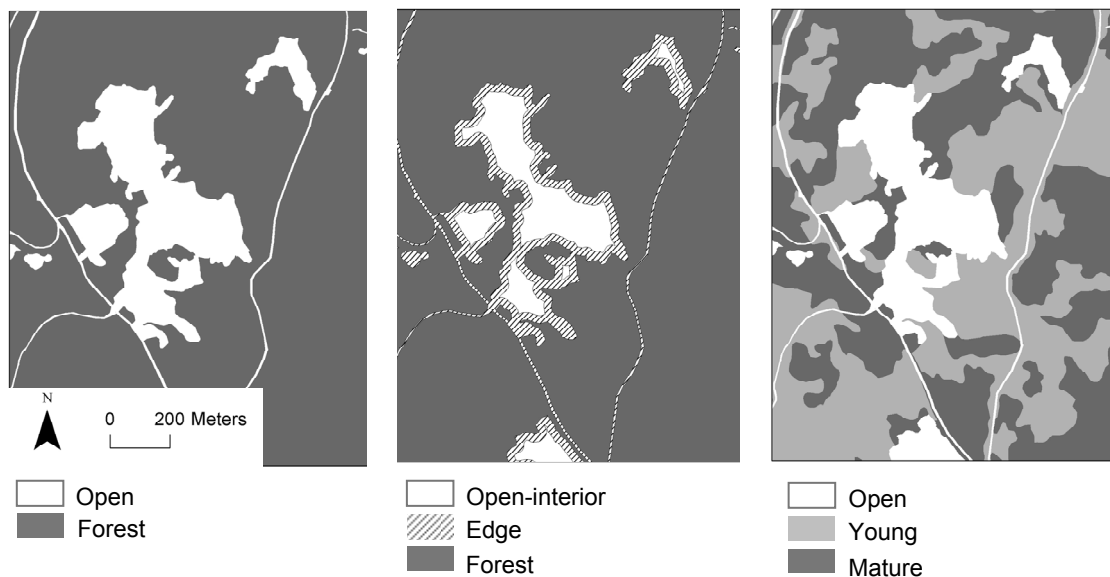 N
0 200 Meters
Open
Forest
Open-interior
Edge
Forest
Open
Young
Mature